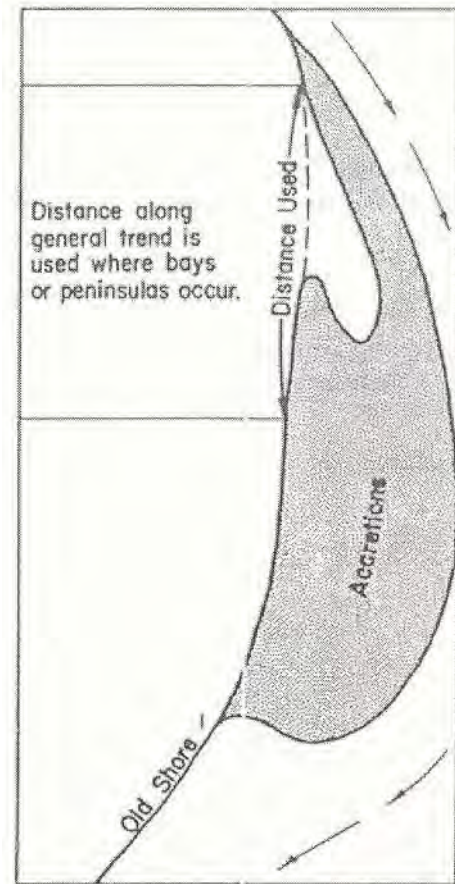 Distance along
general trend is
used where bays
or peninsulas occur.
Distance Used
Accretions
Old Shore